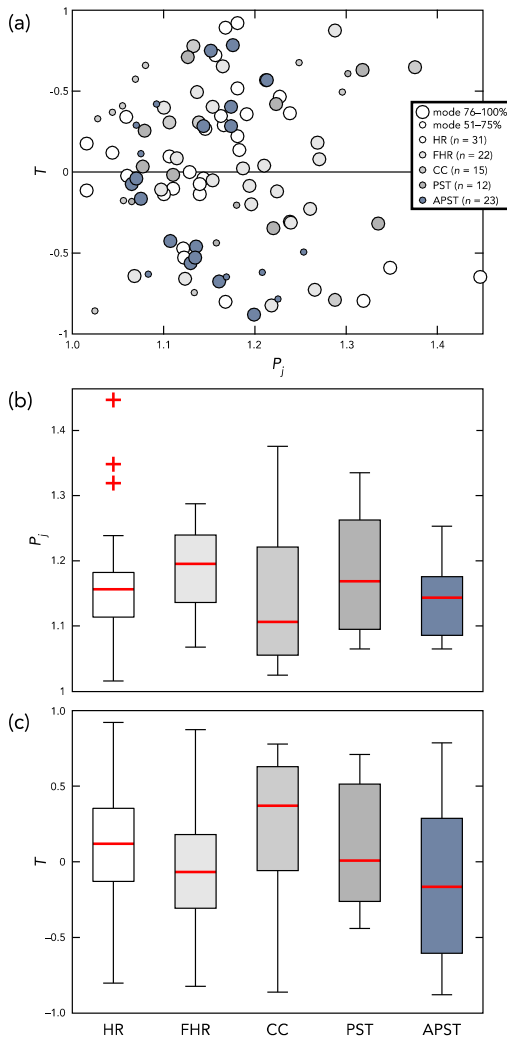 (a)
1
-0.5
0
-0.5
-1
T
1.0
1.1
1.2
1.3
1.4
Pj
mode 76–100%
mode 51–75%
HR (n = 31)
FHR (n = 22)
CC (n = 15)
PST (n = 12)
APST (n = 23)
(b)
1.4
1.3
1.2
1.1
1
Pj
(c)
1.0
0.5
0
−0.5
−1.0
T
HR FHR CC PST APST